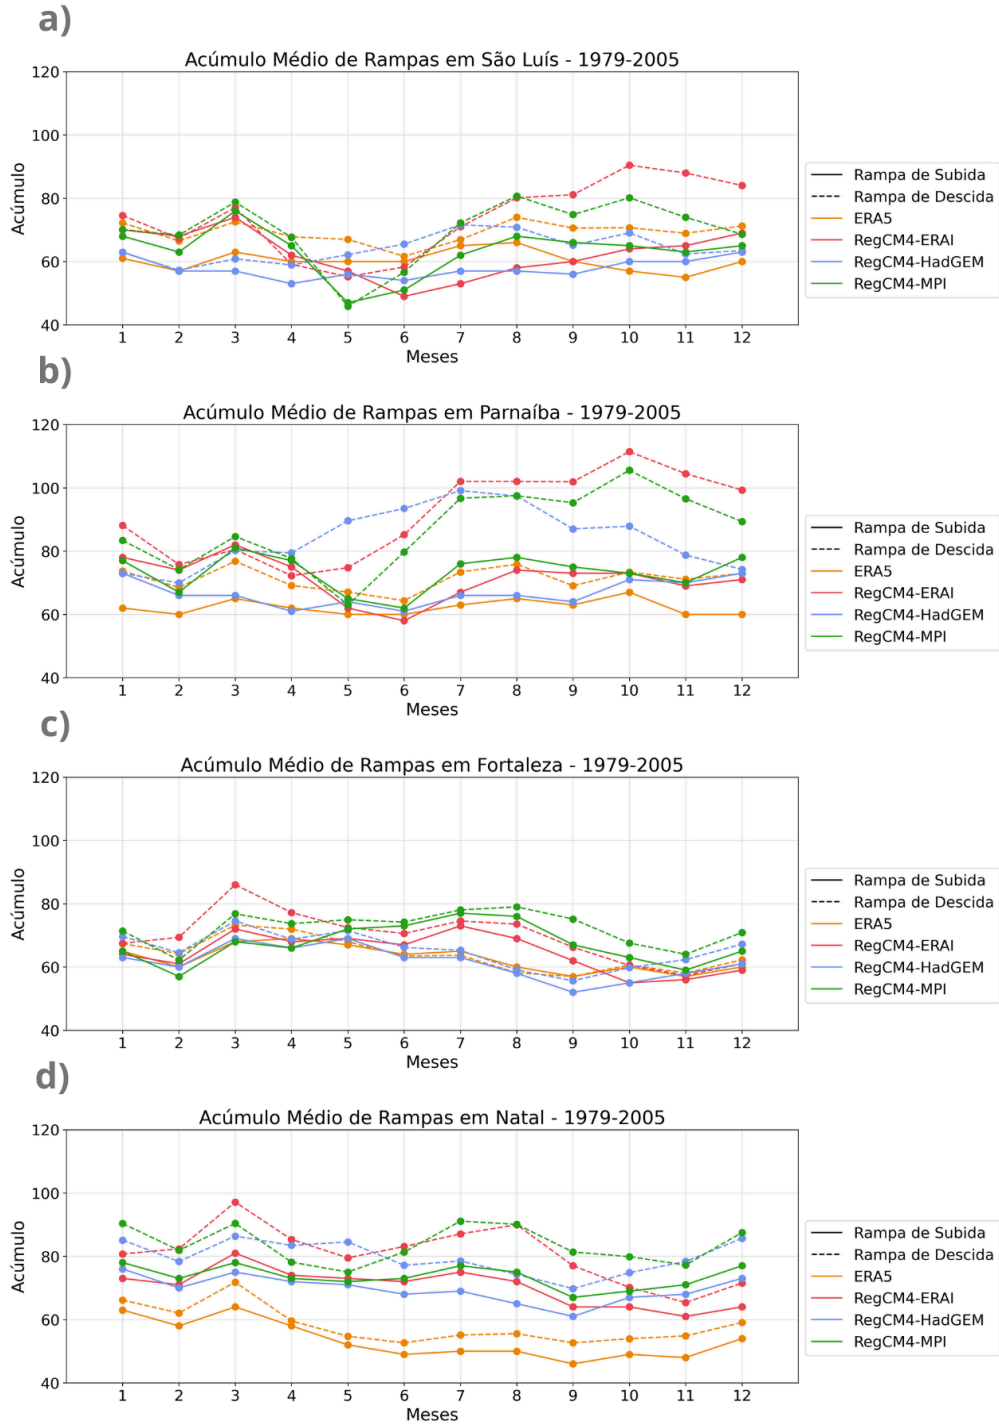 a)
Acúmulo Médio de Rampas em São Luís - 1979-2005
120
100
80
60
40
Acúmulo
1 2 3 4 5 6 7 8 9 10 11 12
Meses
Rampa de Subida
Rampa de Descida
ERA5
RegCM4-ERAI
RegCM4-HadGEM
RegCM4-MPI
b)
Acúmulo Médio de Rampas em Parnaíba - 1979-2005
120
100
80
60
40
Acúmulo
1 2 3 4 5 6 7 8 9 10 11 12
Meses
Rampa de Subida
Rampa de Descida
ERA5
RegCM4-ERAI
RegCM4-HadGEM
RegCM4-MPI
c)
Acúmulo Médio de Rampas em Fortaleza - 1979-2005
120
100
80
60
40
Acúmulo
1 2 3 4 5 6 7 8 9 10 11 12
Meses
Rampa de Subida
Rampa de Descida
ERA5
RegCM4-ERAI
RegCM4-HadGEM
RegCM4-MPI
d)
Acúmulo Médio de Rampas em Natal - 1979-2005
120
100
80
60
40
Acúmulo
1 2 3 4 5 6 7 8 9 10 11 12
Meses
Rampa de Subida
Rampa de Descida
ERA5
RegCM4-ERAI
RegCM4-HadGEM
RegCM4-MPI